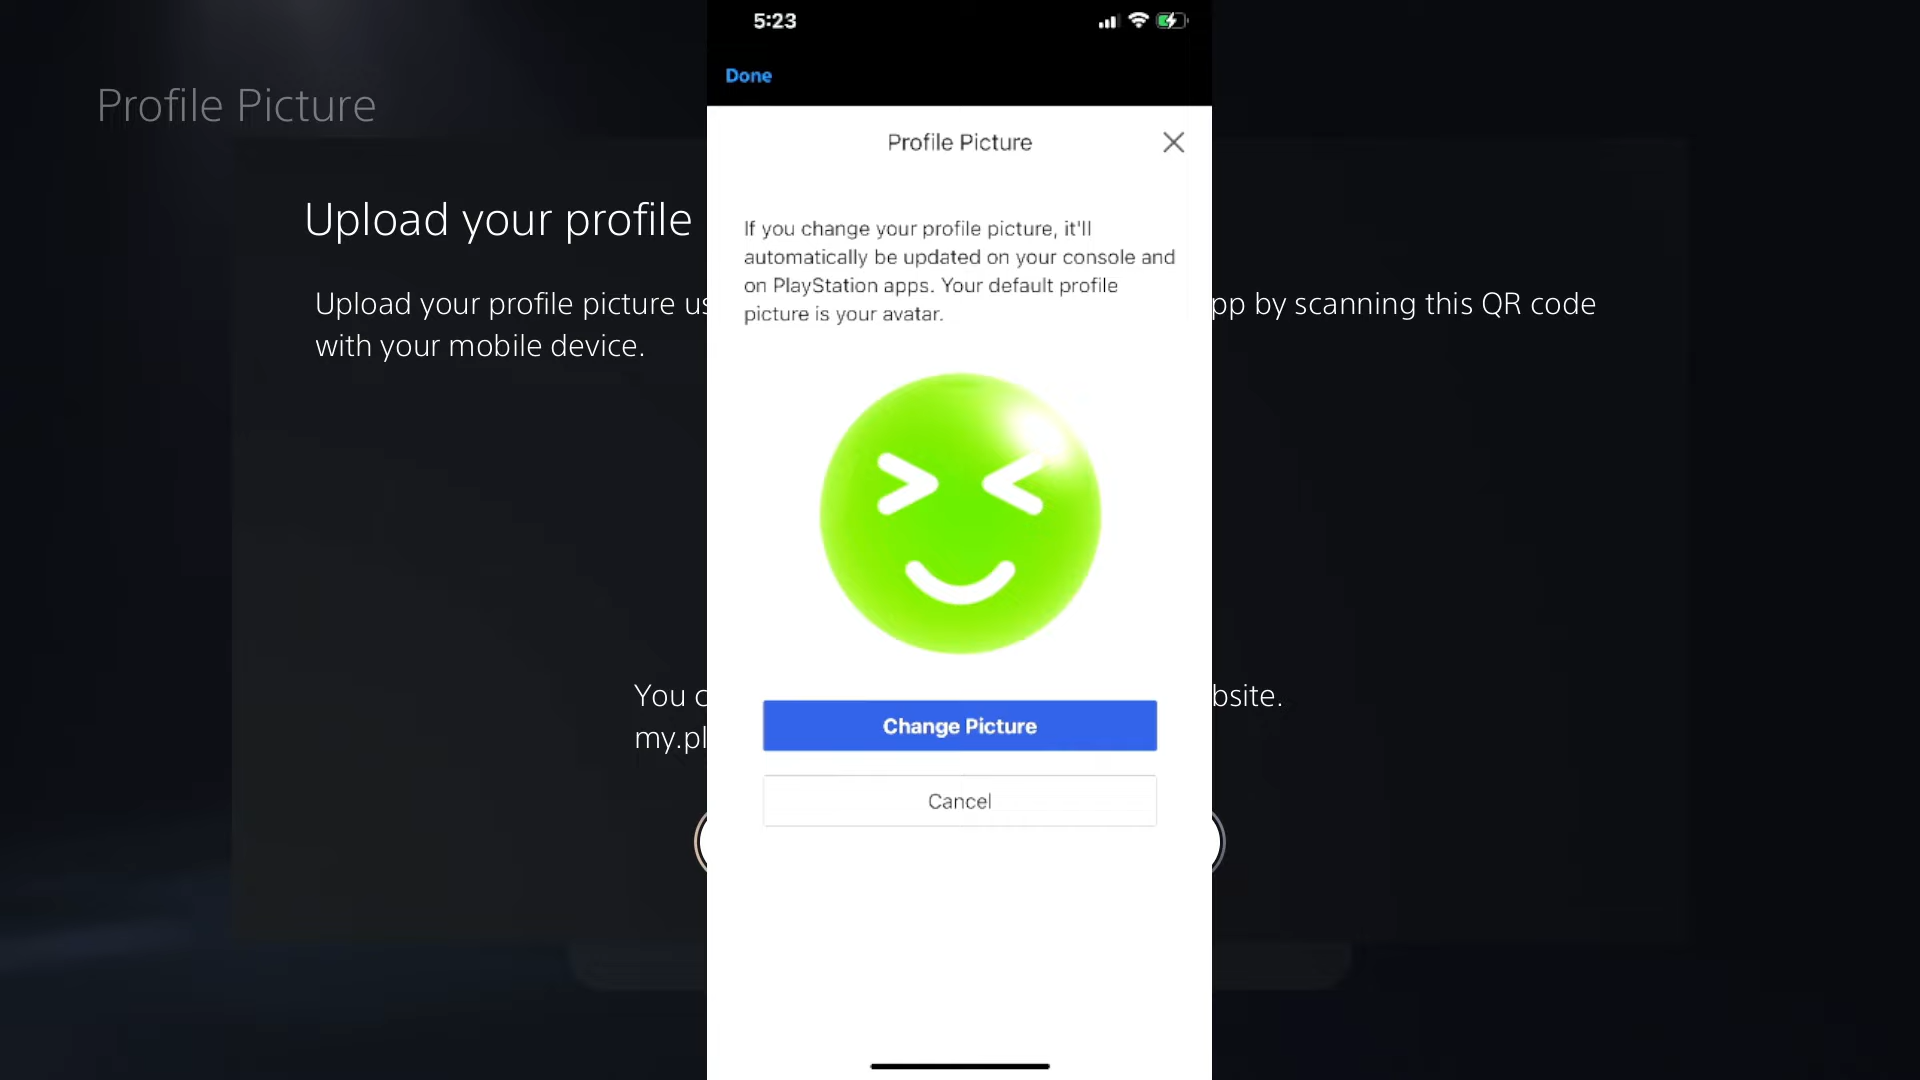 5:23
Done
Profile Picture
Profile Picture
Upload your profile
If you change your profile picture, it'll
automatically be updated on your console and
on PlayStation apps. Your default profile
picture is your avatar.
Upload your profile picture us
pp by scanning this QR code
with your mobile device.
You c
bsite.
my.pl
Change Picture
Cancel